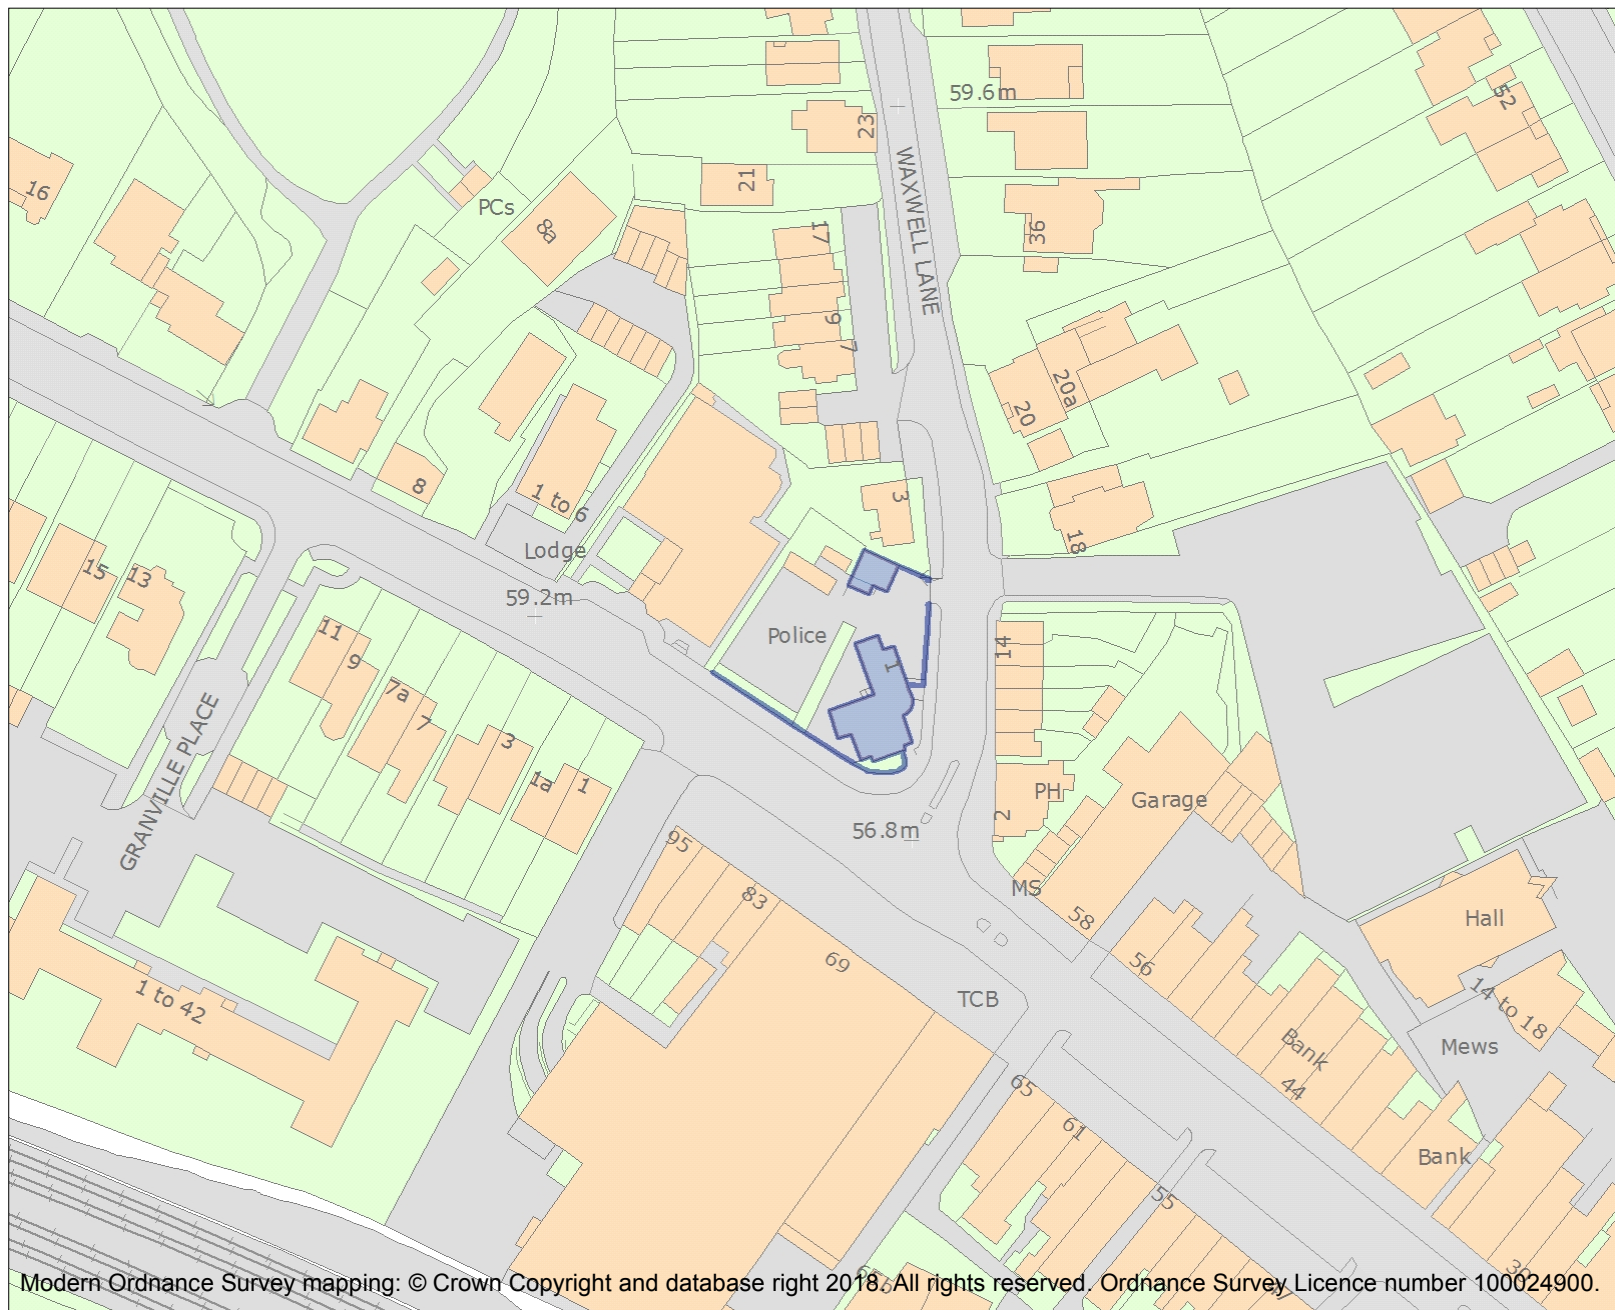 59.6m
52
23
WAXWELL LANE
16
21
PCs
8a
17
36
9
7
20a
20
8
1 to 6
3
18
Lodge
15
13
59.2m
Police
14
11
9
1
7a
7
GRANVILLE PLACE
3
1a
1
PH
Garage
2
56.8m
95
MS
83
58
Hall
69
56
1 to 42
TCB
14 to 18
Bank
Mews
44
65
61
Bank
55
Modern Ordnance Survey mapping: © Crown Copyright and database right 2018. All rights reserved. Ordnance Survey Licence number 100024900.